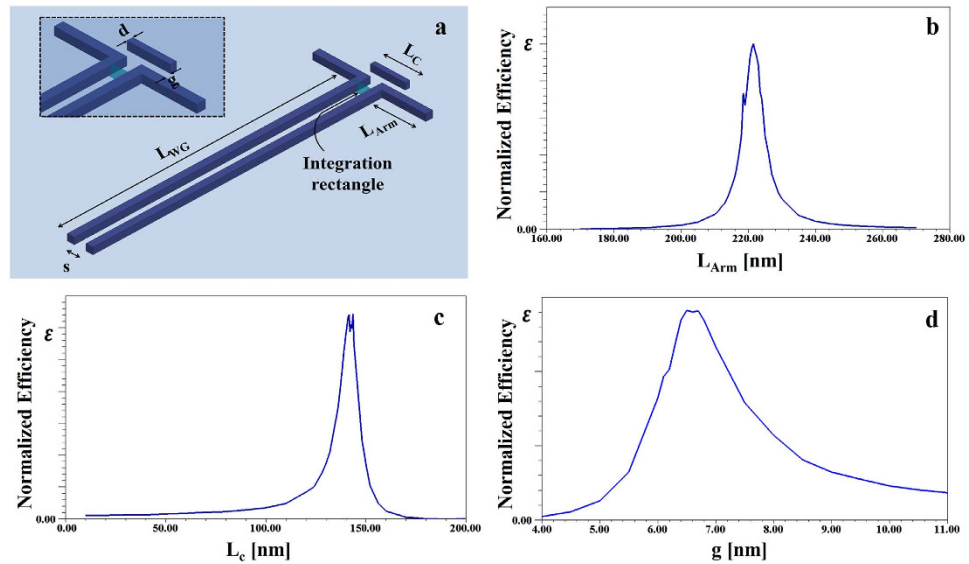 a
d
g
L_C
L_Arm
L_WG
Integration
rectangle
s
b
Normalized Efficiency
ε
0.00
160.00 180.00 200.00 220.00 240.00 260.00 280.00
L_Arm [nm]
c
Normalized Efficiency
ε
0.00
0.00 50.00 100.00 150.00 200.00
L_c [nm]
d
Normalized Efficiency
ε
0.00
4.00 5.00 6.00 7.00 8.00 9.00 10.00 11.00
g [nm]